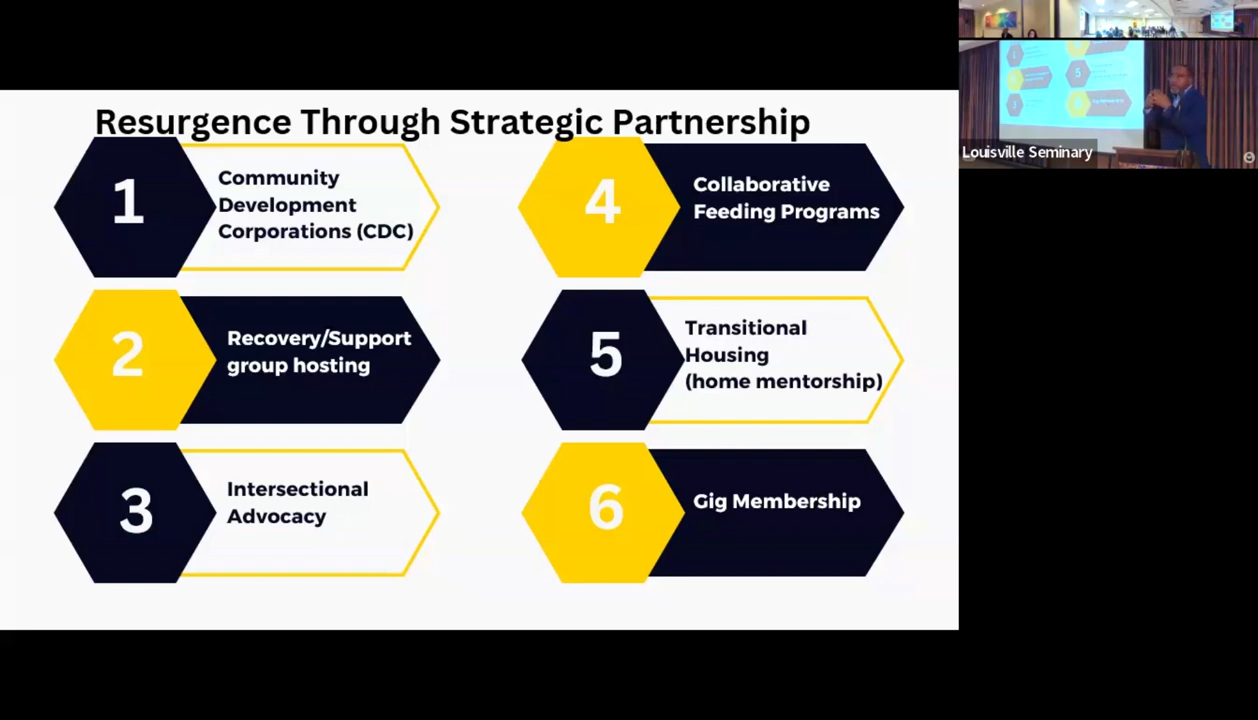 Resurgence Through Strategic Partnership
1
Community
Development
Corporations (CDC)
2
Recovery/Support
group hosting
3
Intersectional
Advocacy
4
Collaborative
Feeding Programs
5
Transitional
Housing
(home mentorship)
6
Gig Membership
Louisville Seminary